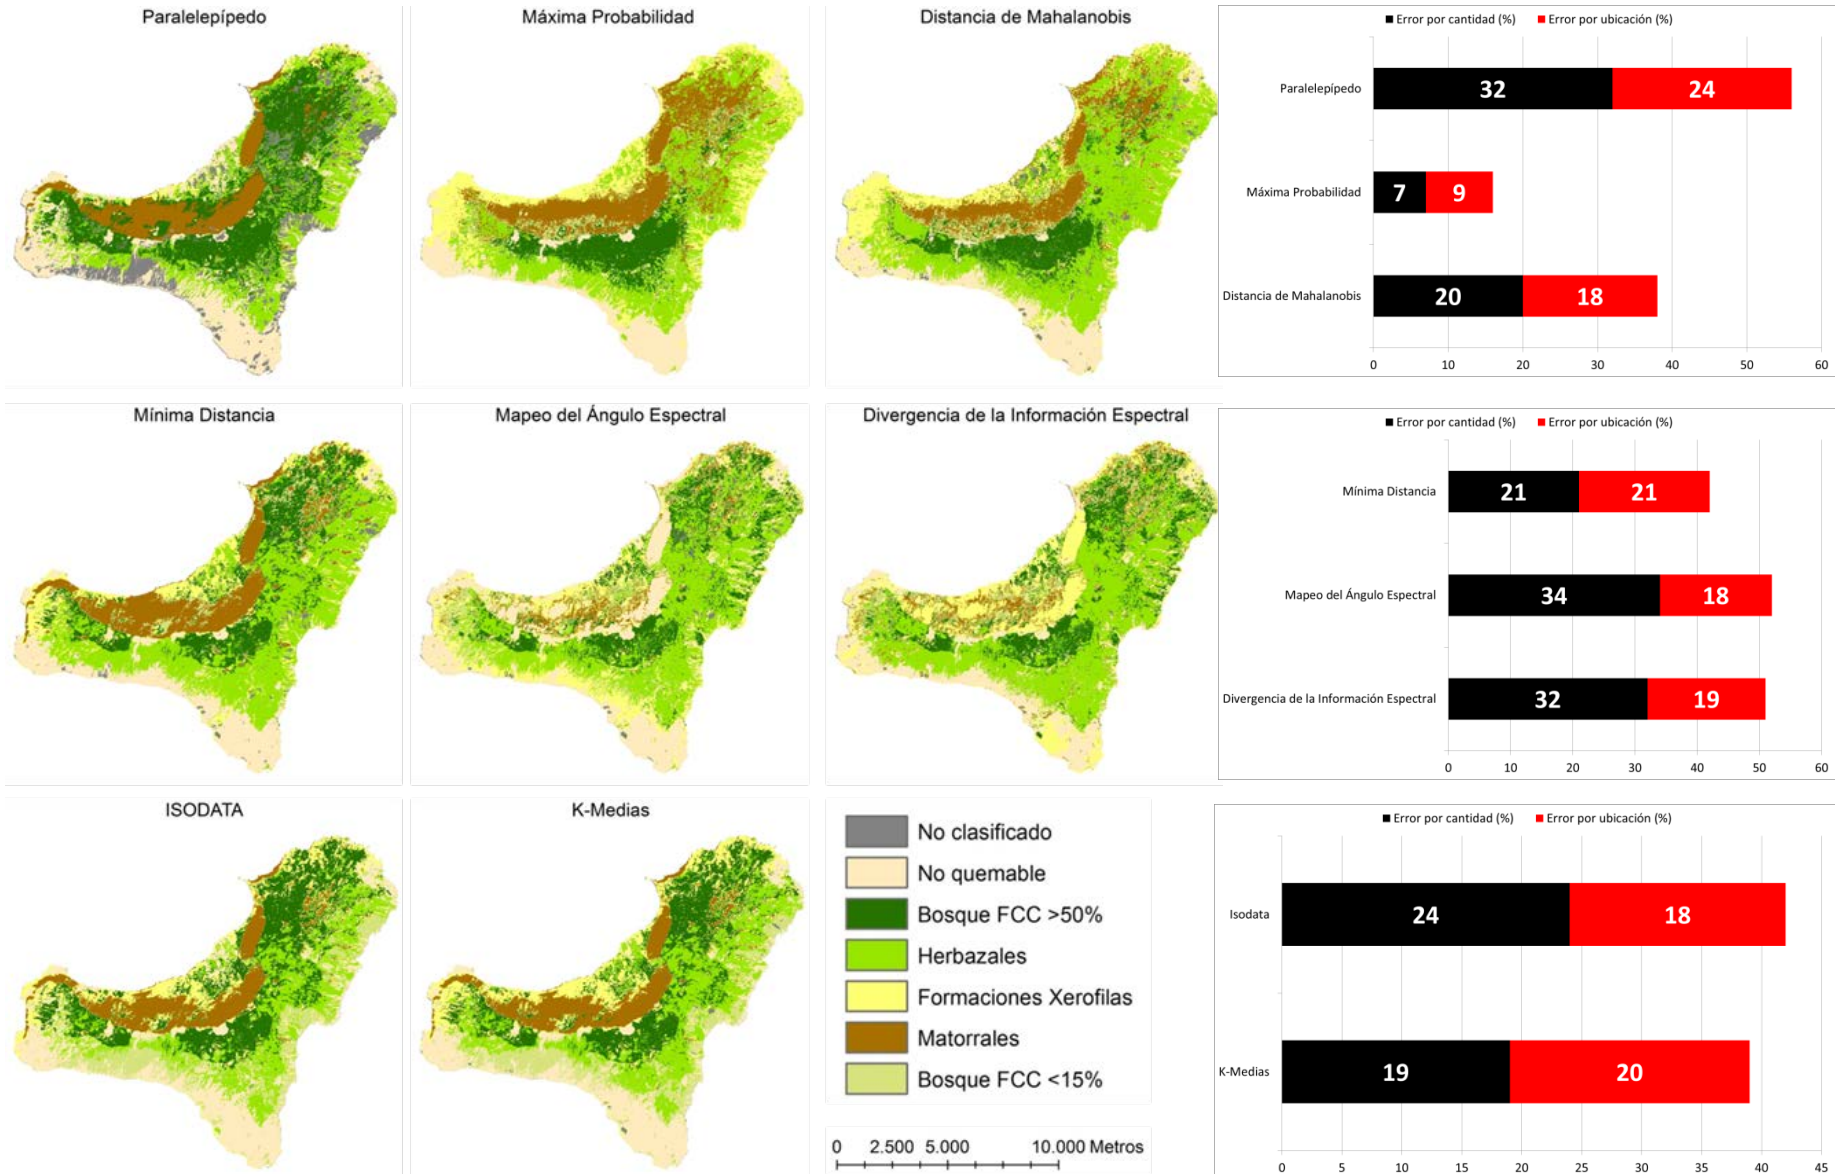 Paralelepípedo
Máxima Probabilidad
Distancia de Mahalanobis
Error por cantidad (%) Error por ubicación (%)
Paralelepípedo
32 24
Máxima Probabilidad
7 9
Distancia de Mahalanobis
20 18
0 10 20 30 40 50 60
Mínima Distancia
Mapeo del Ángulo Espectral
Divergencia de la Información Espectral
Error por cantidad (%) Error por ubicación (%)
Mínima Distancia
21 21
Mapeo del Ángulo Espectral
34 18
Divergencia de la Información Espectral
32 19
0 10 20 30 40 50 60
ISODATA
K-Medias
No clasificado
No quemable
Bosque FCC >50%
Herbazales
Formaciones Xerofilas
Matorrales
Bosque FCC <15%
0 2.500 5.000 10.000 Metros
Error por cantidad (%) Error por ubicación (%)
Isodata
24 18
K-Medias
19 20
0 5 10 15 20 25 30 35 40 45